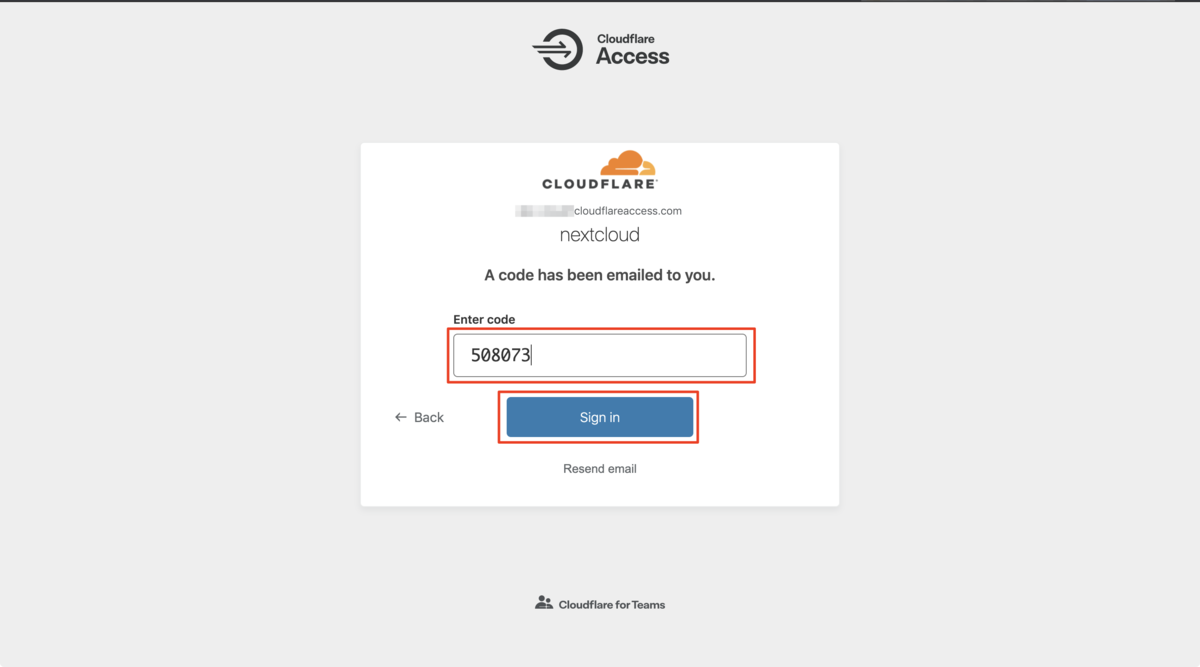 Cloudflare
Access
CLOUDFLARE
cloudflareaccess.com
nextcloud
A code has been emailed to you.
Enter code
508073
← Back
Sign in
Resend email
Cloudflare for Teams